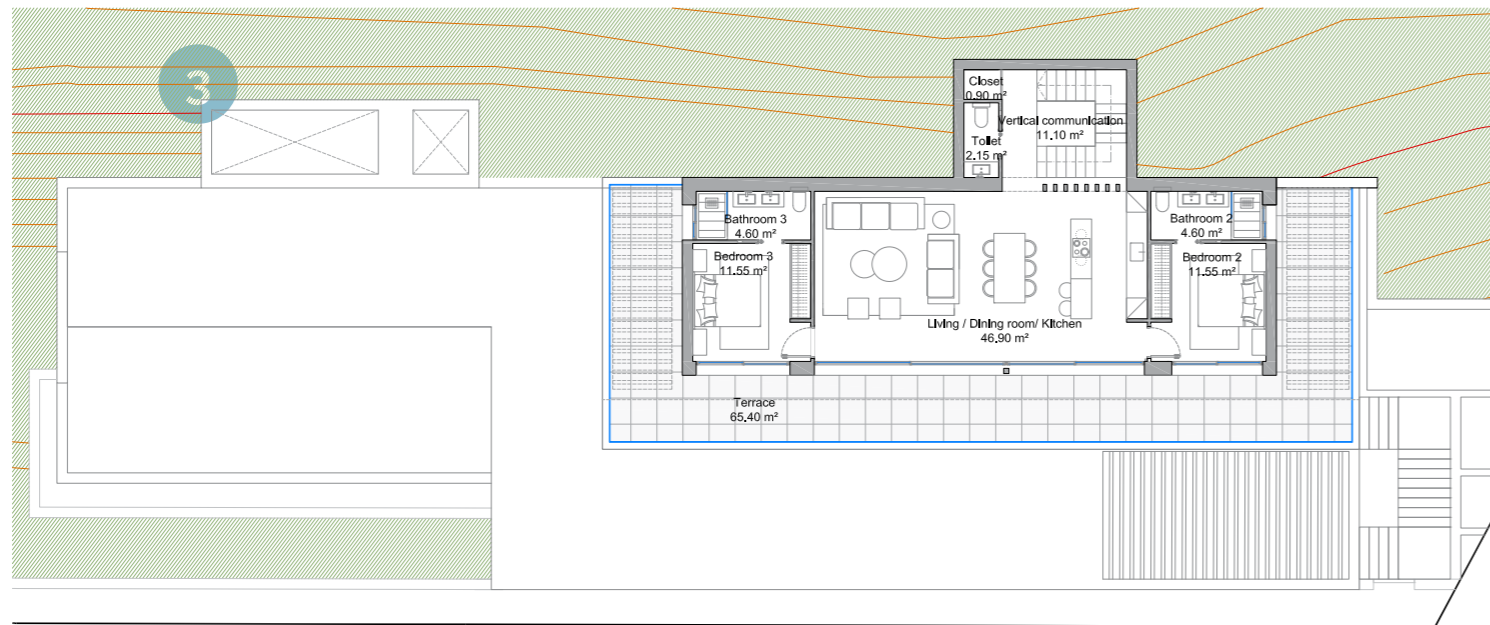 3
Closet
0.90 m²
Vertical communication
11.10 m²
Toilet
2.15 m²
Bathroom 3
4.60 m²
Bathroom 2
4.60 m²
Bedroom 3
11.55 m²
Bedroom 2
11.55 m²
Living / Dining room/ Kitchen
46.90 m²
Terrace
65.40 m²